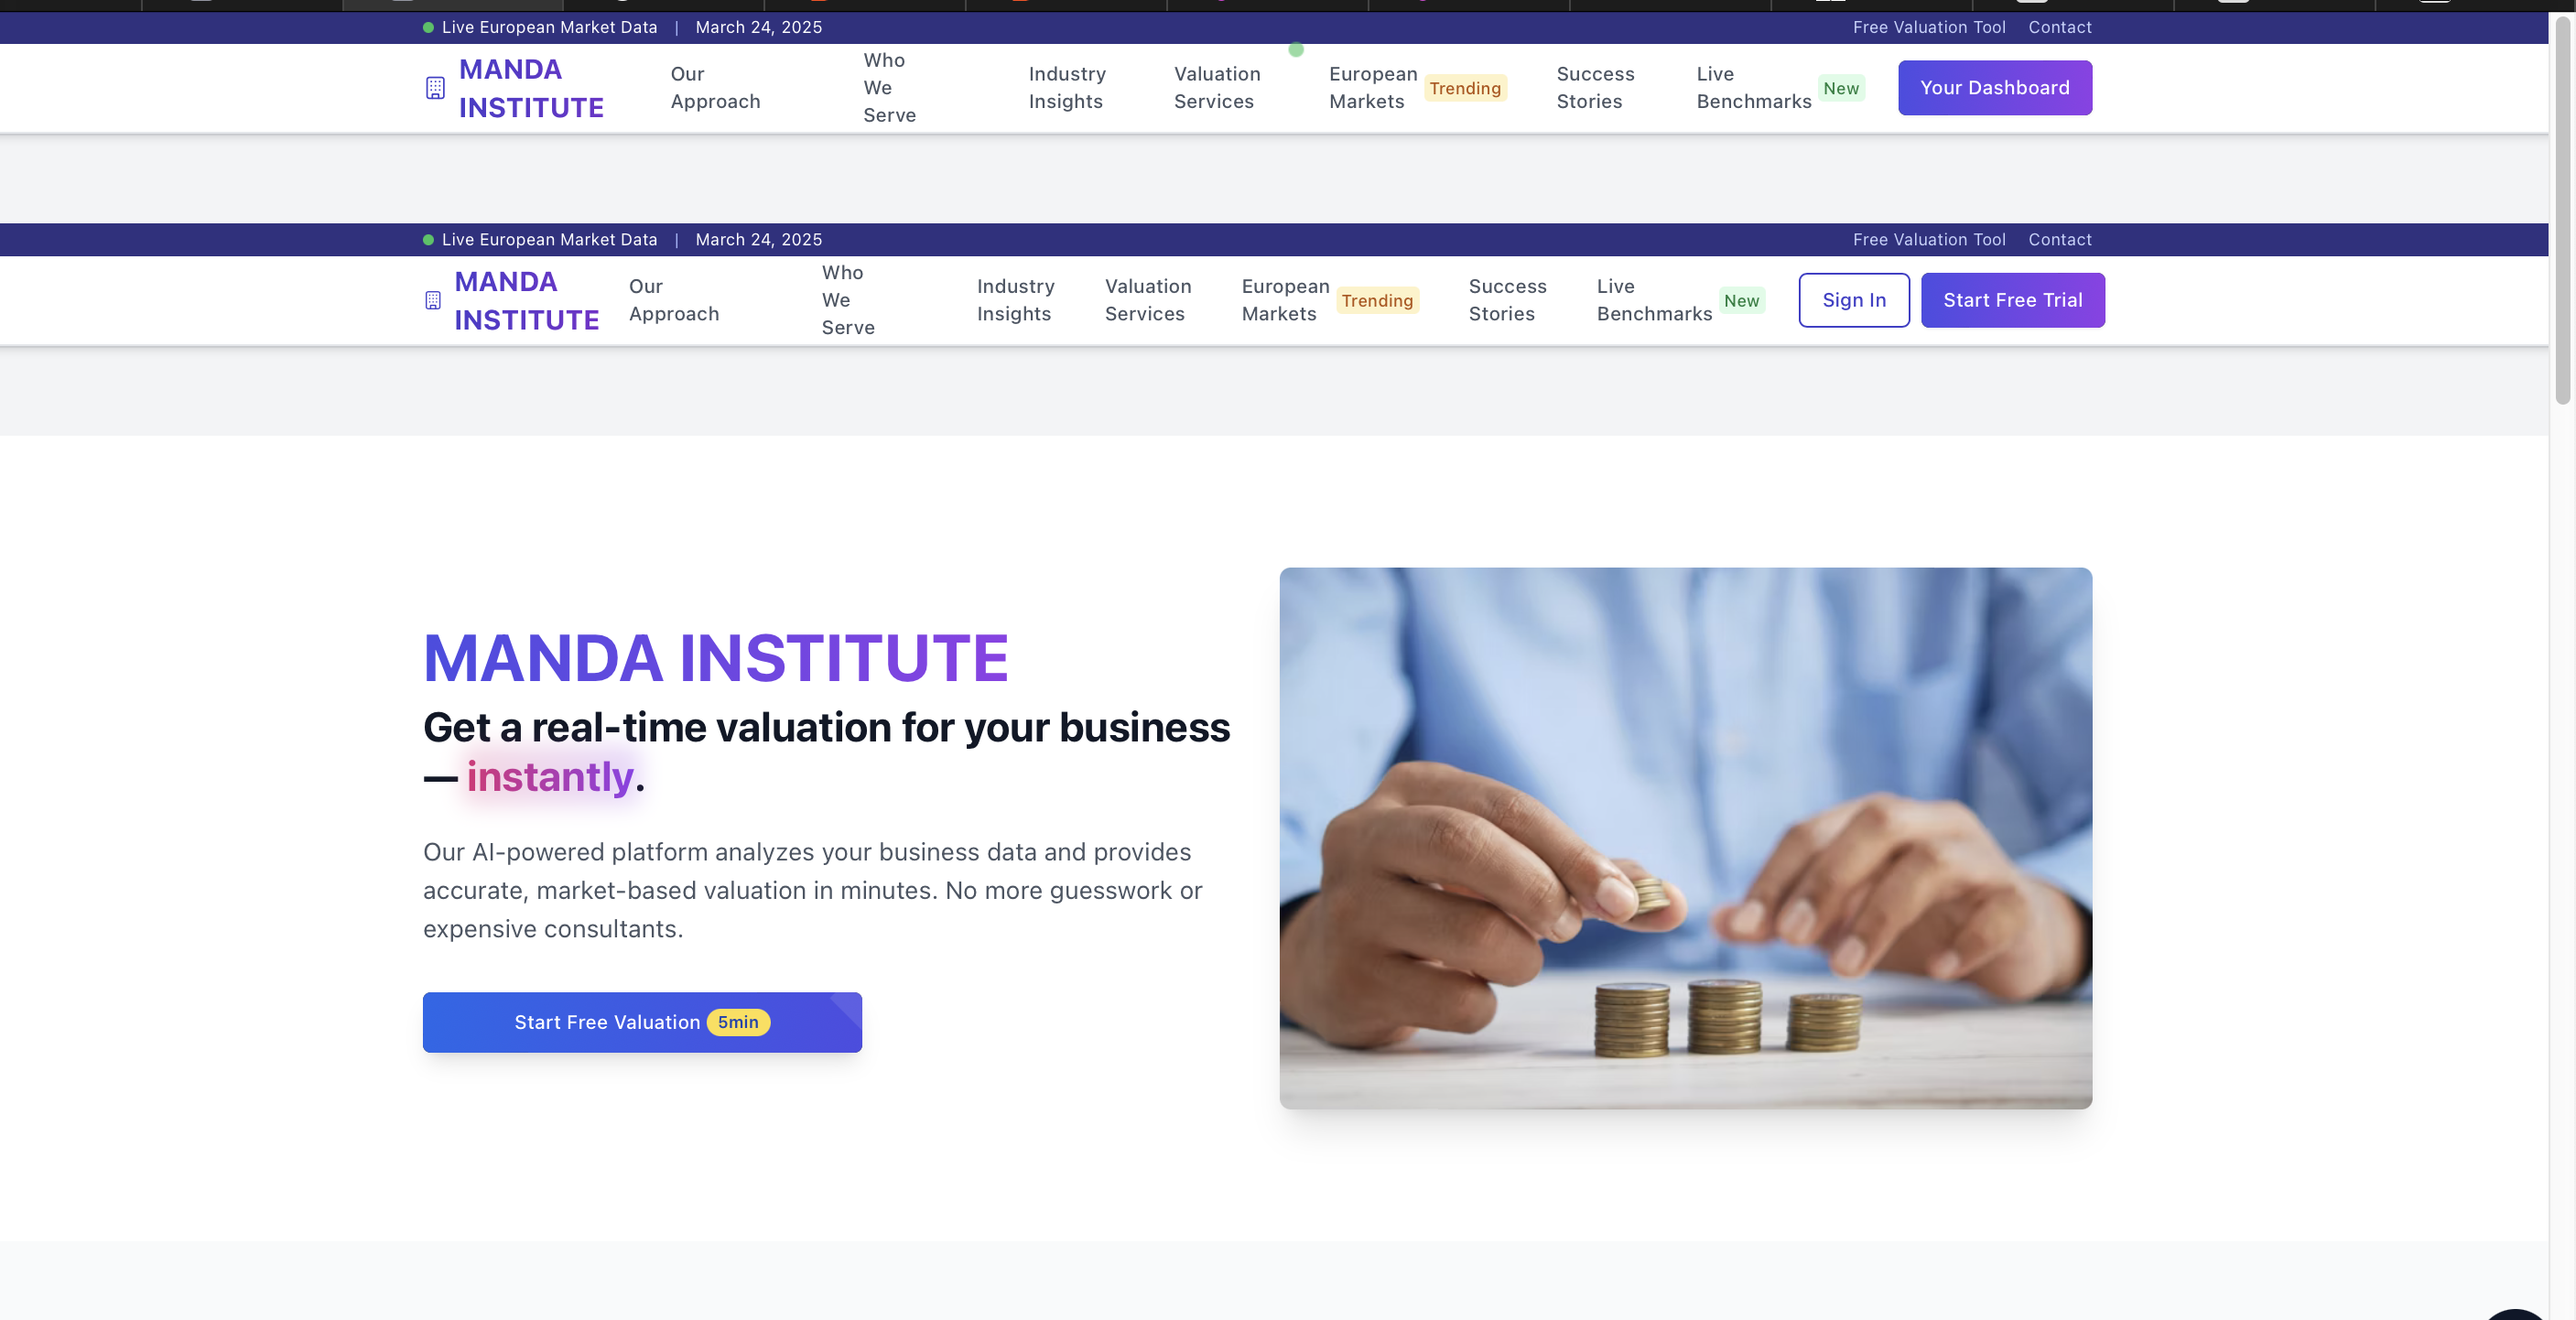 Live European Market Data | March 24, 2025 Free Valuation Tool Contact
MANDA
INSTITUTE
Our
Approach
Who
We
Serve
Industry
Insights
Valuation
Services
European
Markets
Trending
Success
Stories
Live
Benchmarks
New
Your Dashboard
Live European Market Data | March 24, 2025 Free Valuation Tool Contact
MANDA
INSTITUTE
Our
Approach
Who
We
Serve
Industry
Insights
Valuation
Services
European
Markets
Trending
Success
Stories
Live
Benchmarks
New
Sign In
Start Free Trial
MANDA INSTITUTE
Get a real-time valuation for your business
— instantly.
Our AI-powered platform analyzes your business data and provides
accurate, market-based valuation in minutes. No more guesswork or
expensive consultants.
Start Free Valuation 5min